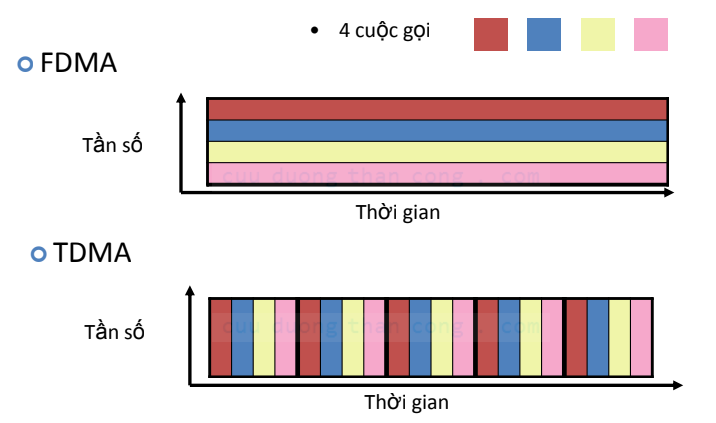 • 4 cuộc gọi
FDMA
Tần số
cuu duong than cong . com
Thời gian
TDMA
Tần số
cuu duong than cong . com
Thời gian